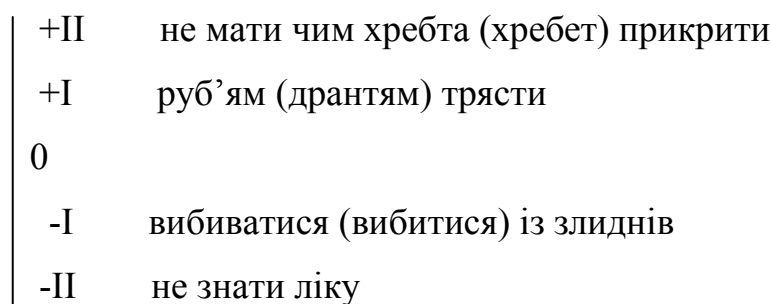 +II не мати чим хребта (хребет) прикрити
+I руб’ям (дрантям) трясти
0
-I вибиватися (вибитися) із злиднів
-II не знати ліку